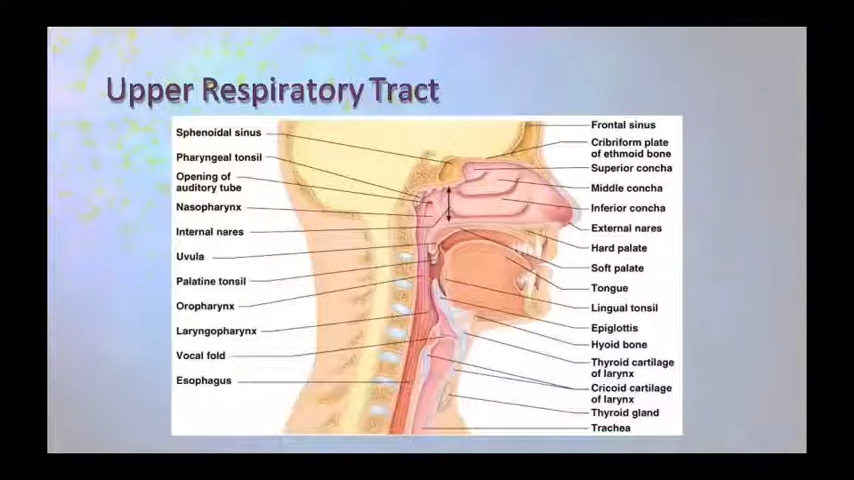 Upper Respiratory Tract
Sphenoidal sinus
Pharyngeal tonsil
Opening of
auditory tube
Nasopharynx
Internal nares
Uvula
Palatine tonsil
Oropharynx
Laryngopharynx
Vocal fold
Esophagus
Frontal sinus
Cribriform plate
of ethmoid bone
Superior concha
Middle concha
Inferior concha
External nares
Hard palate
Soft palate
Tongue
Lingual tonsil
Epiglottis
Hyoid bone
Thyroid cartilage
of larynx
Cricoid cartilage
of larynx
Thyroid gland
Trachea